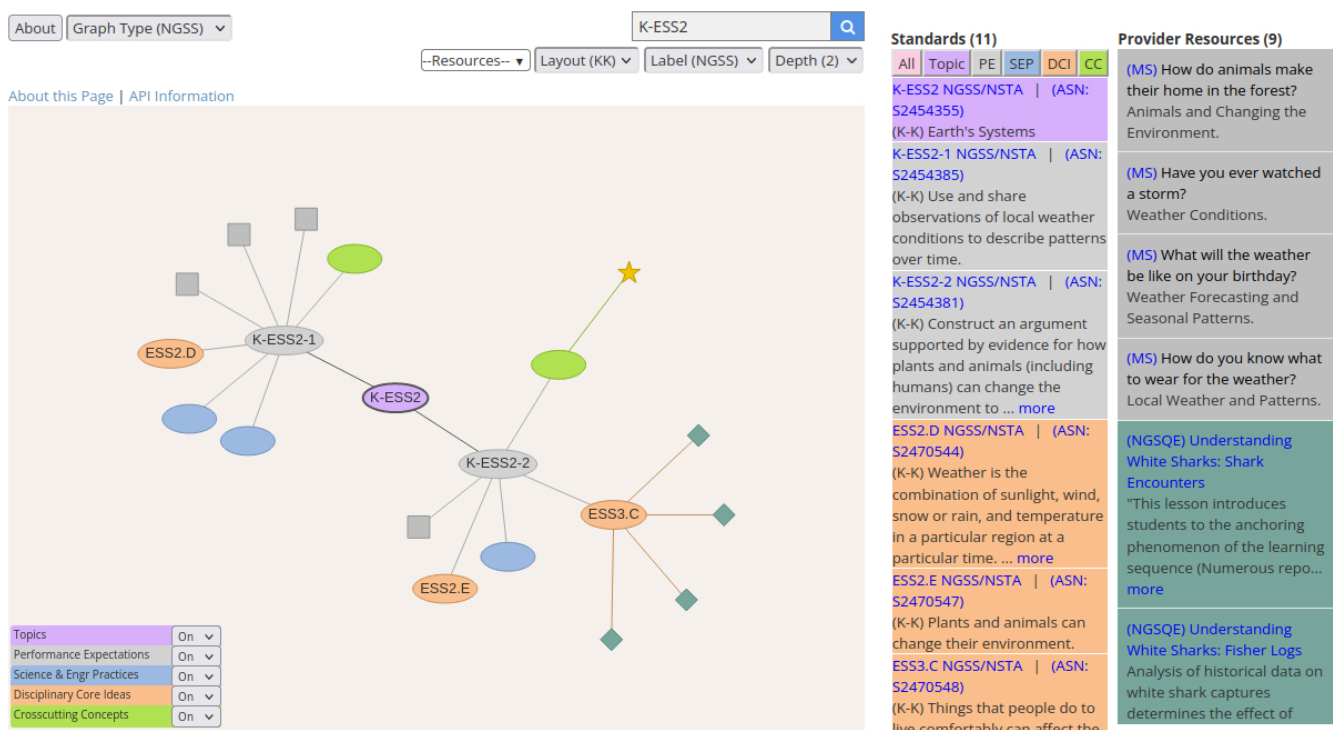 About
Graph Type (NGSS)
K-ESS2
--Resources-- ▾
Layout (KK)
Label (NGSS)
Depth (2)
About this Page | API Information
K-ESS2-1
ESS2.D
K-ESS2
K-ESS2-2
ESS3.C
ESS2.E
Topics On
Performance Expectations On
Science & Engr Practices On
Disciplinary Core Ideas On
Crosscutting Concepts On
Standards (11)
All Topic PE SEP DCI CC
K-ESS2 NGSS/NSTA | (ASN:
S2454355)
(K-K) Earth's Systems
K-ESS2-1 NGSS/NSTA | (ASN:
S2454385)
(K-K) Use and share
observations of local weather
conditions to describe patterns
over time.
K-ESS2-2 NGSS/NSTA | (ASN:
S2454381)
(K-K) Construct an argument
supported by evidence for how
plants and animals (including
humans) can change the
environment to ... more
ESS2.D NGSS/NSTA | (ASN:
S2470544)
(K-K) Weather is the
combination of sunlight, wind,
snow or rain, and temperature
in a particular region at a
particular time. ... more
ESS2.E NGSS/NSTA | (ASN:
S2470547)
(K-K) Plants and animals can
change their environment.
ESS3.C NGSS/NSTA | (ASN:
S2470548)
(K-K) Things that people do to
live comfortably can affect the
Provider Resources (9)
(MS) How do animals make
their home in the forest?
Animals and Changing the
Environment.
(MS) Have you ever watched
a storm?
Weather Conditions.
(MS) What will the weather
be like on your birthday?
Weather Forecasting and
Seasonal Patterns.
(MS) How do you know what
to wear for the weather?
Local Weather and Patterns.
(NGSQE) Understanding
White Sharks: Shark
Encounters
"This lesson introduces
students to the anchoring
phenomenon of the learning
sequence (Numerous repo...
more
(NGSQE) Understanding
White Sharks: Fisher Logs
Analysis of historical data on
white shark captures
determines the effect of